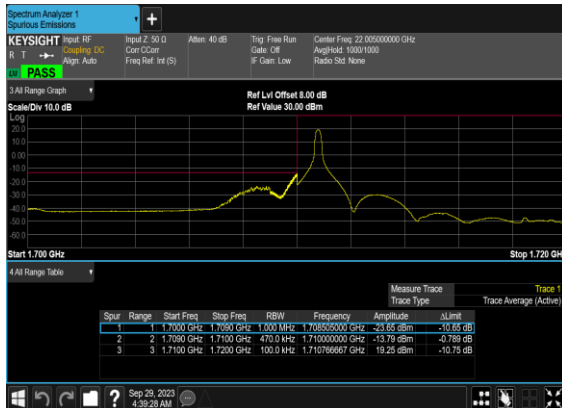 Spectrum Analyzer 1
Spurious Emissions
+
KEYSIGHT Input: RF Input Z: 50 Ω Atten: 40 dB Trig: Free Run Center Freq: 22.005000000 GHz
R T Coupling: DC Corr CCorr Gate: Off Avg|Hold: 1000/1000
Align: Auto Freq Ref: Int (S) IF Gain: Low Radio Std: None
PASS
3 All Range Graph
Ref Lvl Offset 8.00 dB
Scale/Div 10.0 dB Ref Value 30.00 dBm
Log
20.0
10.0
0.00
-10.0
-20.0
-30.0
-40.0
-50.0
-60.0
Start 1.700 GHz Stop 1.720 GH
4 All Range Table
Measure Trace Trace 1
Trace Type Trace Average (Active)
Spur Range Start Freq Stop Freq RBW Frequency Amplitude ΔLimit
1 1 1.7000 GHz 1.7090 GHz 1.000 MHz 1.708505000 GHz -23.65 dBm -10.65 dB
2 2 1.7090 GHz 1.7100 GHz 470.0 kHz 1.710000000 GHz -13.79 dBm -0.789 dB
3 3 1.7100 GHz 1.7200 GHz 100.0 kHz 1.710766667 GHz 19.25 dBm -10.75 dB
? Sep 29, 2023
4:39:28 AM